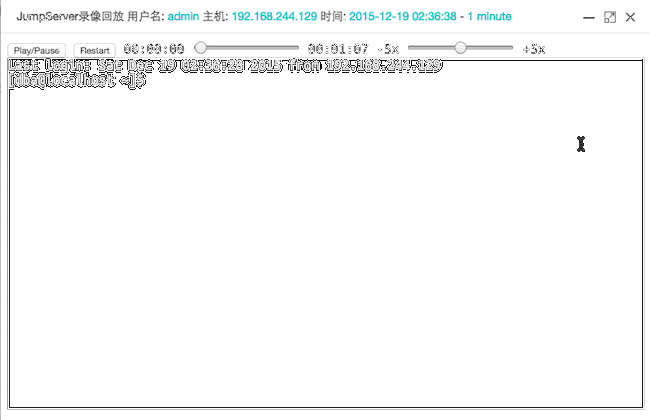 JumpServer录像回放 用户名: admin 主机: 192.168.244.129 时间: 2015-12-19 02:36:38 - 1 minute
Play/Pause Restart 00:00:00 00:01:07 -5x +5x
Last login: Sat Dec 19 02:36:28 2015 from 192.168.244.129
[dba@localhost ~]$